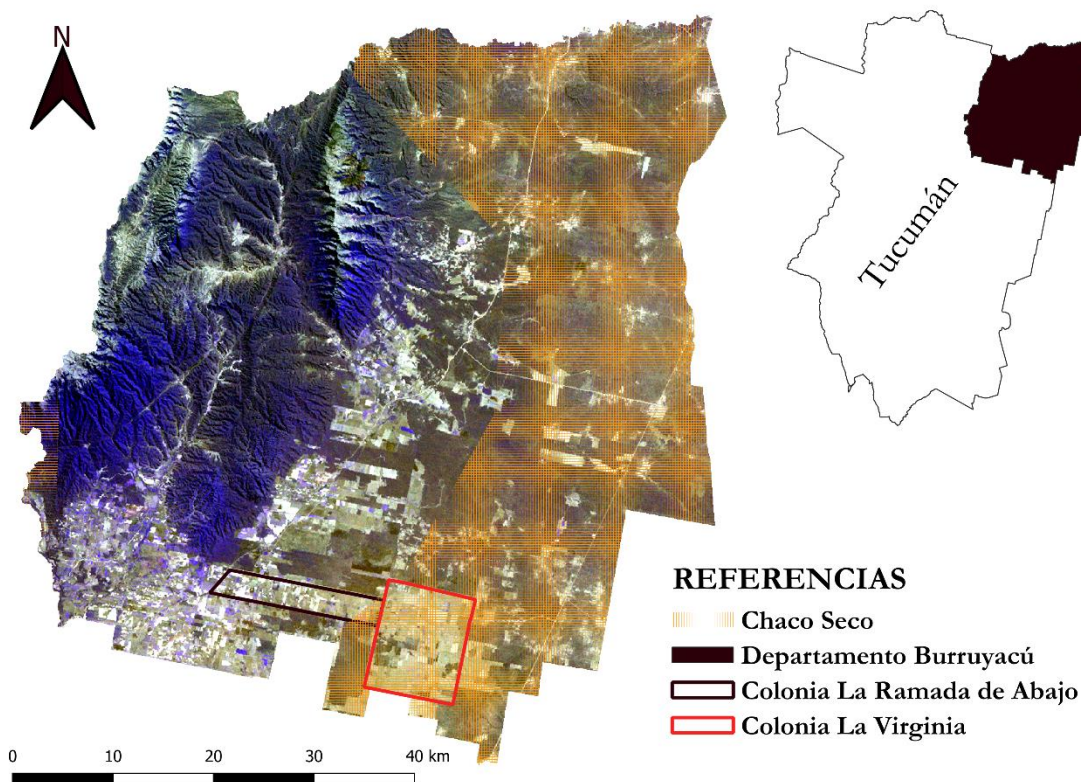 N
Tucumán
REFERENCIAS
Chaco Seco
Departamento Burruyacú
Colonia La Ramada de Abajo
Colonia La Virginia
0 10 20 30 40 km